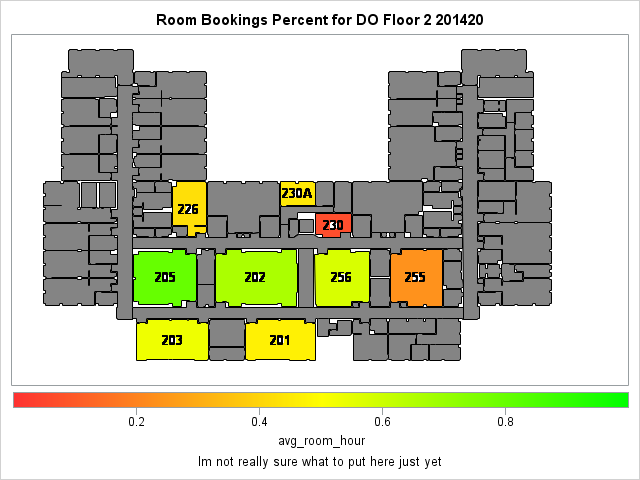 Room Bookings Percent for DO Floor 2 201420
230A
226
230
205
202
256
255
203
201
0.2 0.4 0.6 0.8
avg_room_hour
Im not really sure what to put here just yet